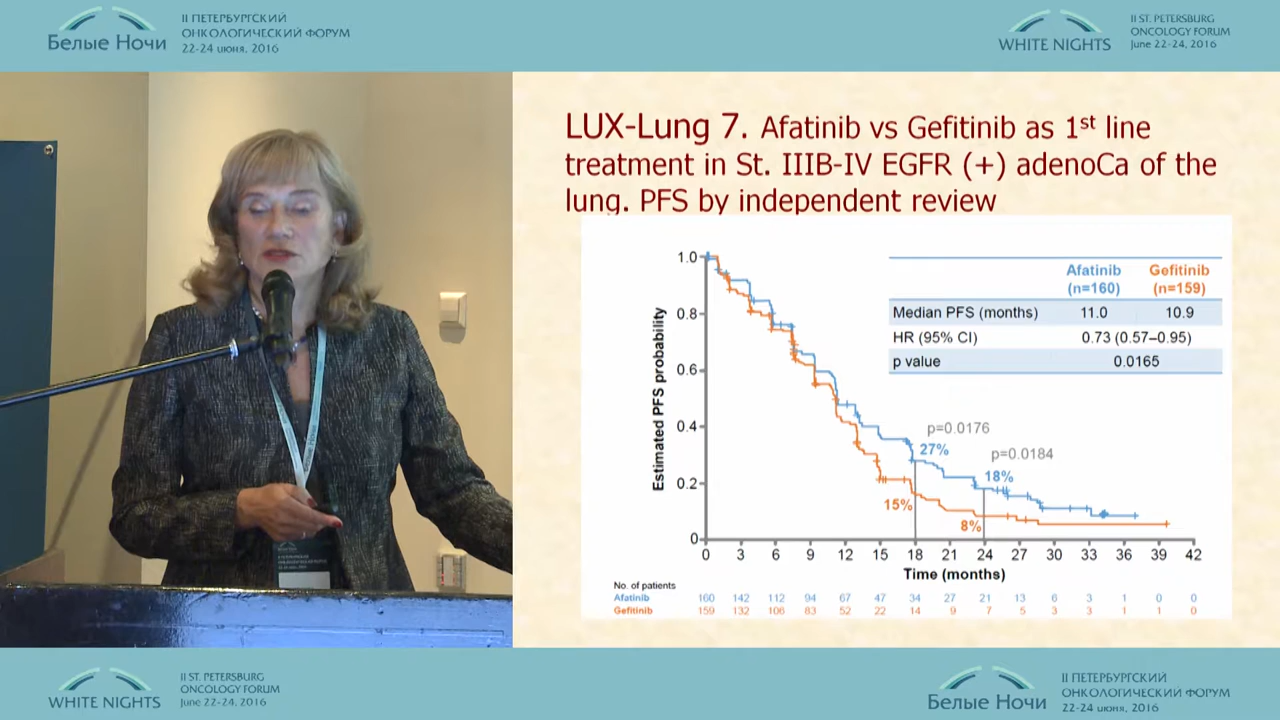 Белые Ночи
II ПЕТЕРБУРГСКИЙ
ОНКОЛОГИЧЕСКИЙ ФОРУМ
22-24 июня, 2016
WHITE NIGHTS
II ST. PETERSBURG
ONCOLOGY FORUM
June 22-24, 2016
LUX-Lung 7. Afatinib vs Gefitinib as 1st line
treatment in St. IIIB-IV EGFR (+) adenoCa of the
lung. PFS by independent review
Afatinib Gefitinib
(n=160) (n=159)
Median PFS (months) 11.0 10.9
HR (95% CI) 0.73 (0.57–0.95)
p value 0.0165
Estimated PFS probability
1.0
0.8
0.6
0.4
0.2
0
p=0.0176
27%
p=0.0184
18%
15%
8%
0 3 6 9 12 15 18 21 24 27 30 33 36 39 42
Time (months)
No. of patients
Afatinib 160 142 112 94 67 47 34 27 21 13 6 3 1 0 0
Gefitinib 159 132 106 83 52 22 14 9 7 5 3 3 1 1 0
WHITE NIGHTS
II ST. PETERSBURG
ONCOLOGY FORUM
June 22-24, 2016
Белые Ночи
II ПЕТЕРБУРГСКИЙ
ОНКОЛОГИЧЕСКИЙ ФОРУМ
22-24 июня, 2016